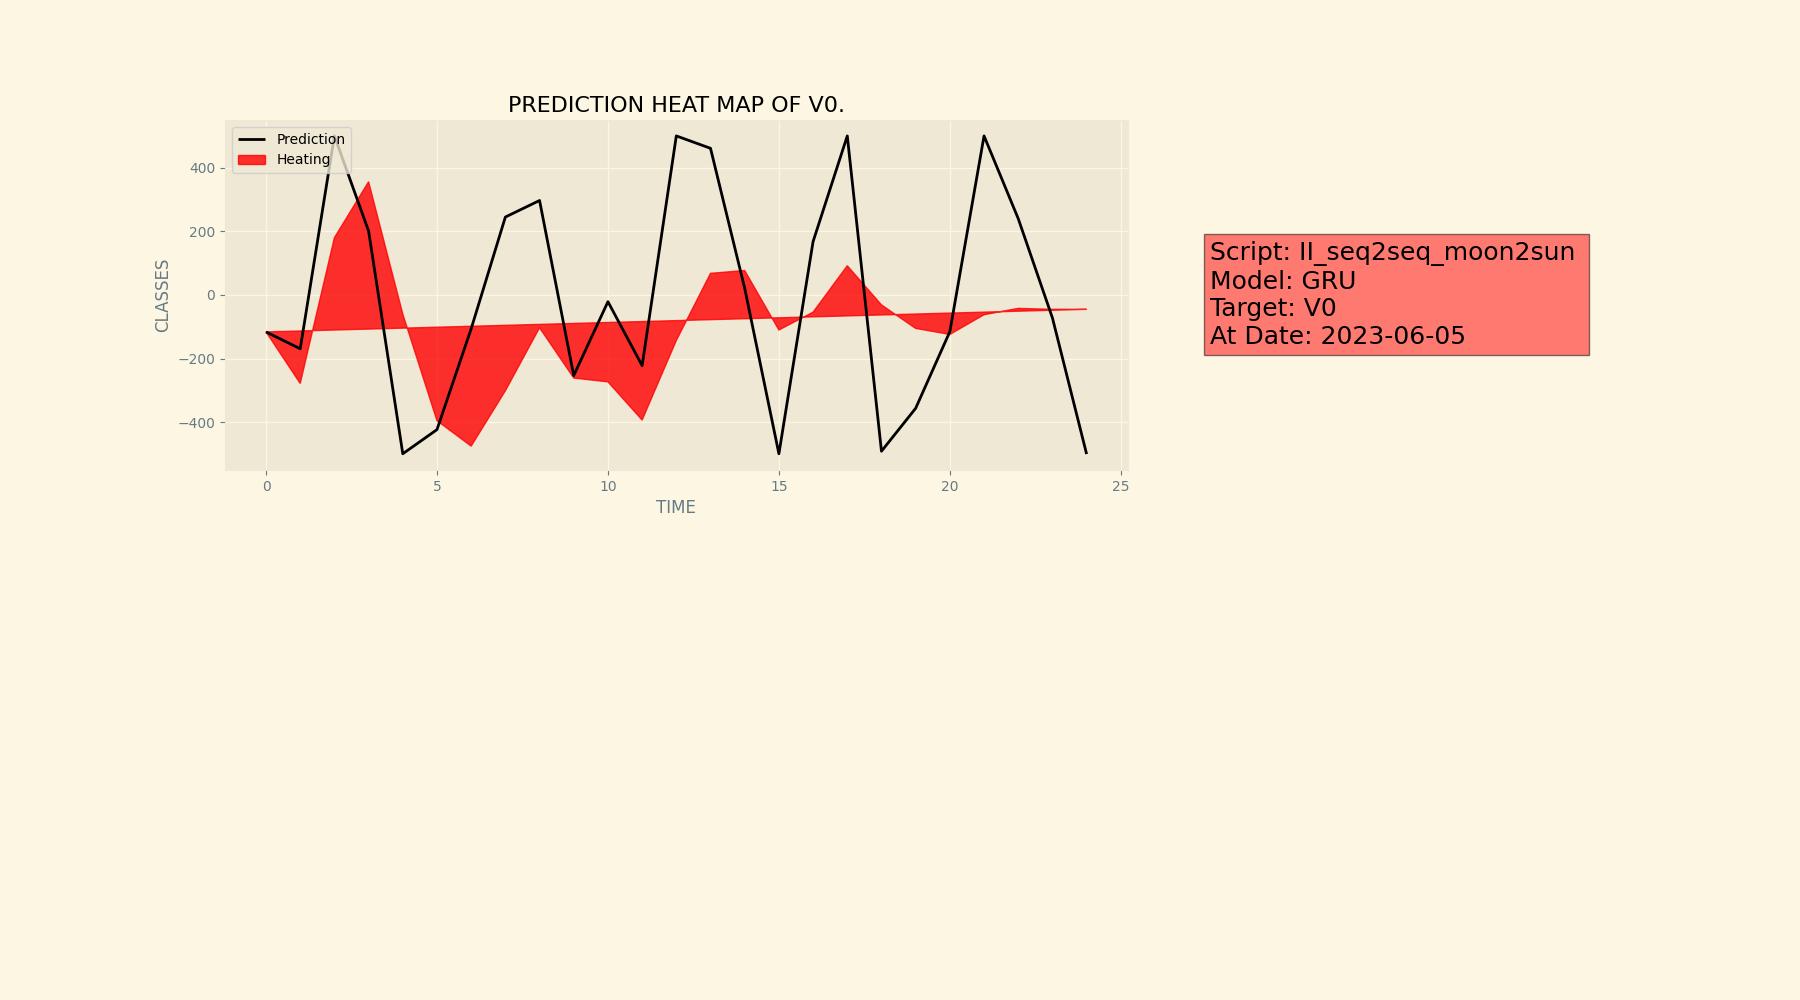 PREDICTION HEAT MAP OF V0.
Prediction
Heating
400
200
0
−200
−400
CLASSES
0 5 10 15 20 25
TIME
Script: II_seq2seq_moon2sun
Model: GRU
Target: V0
At Date: 2023-06-05